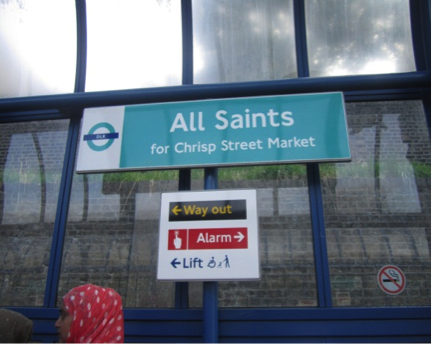 DLR
All Saints
for Chrisp Street Market
Way out
Alarm
Lift